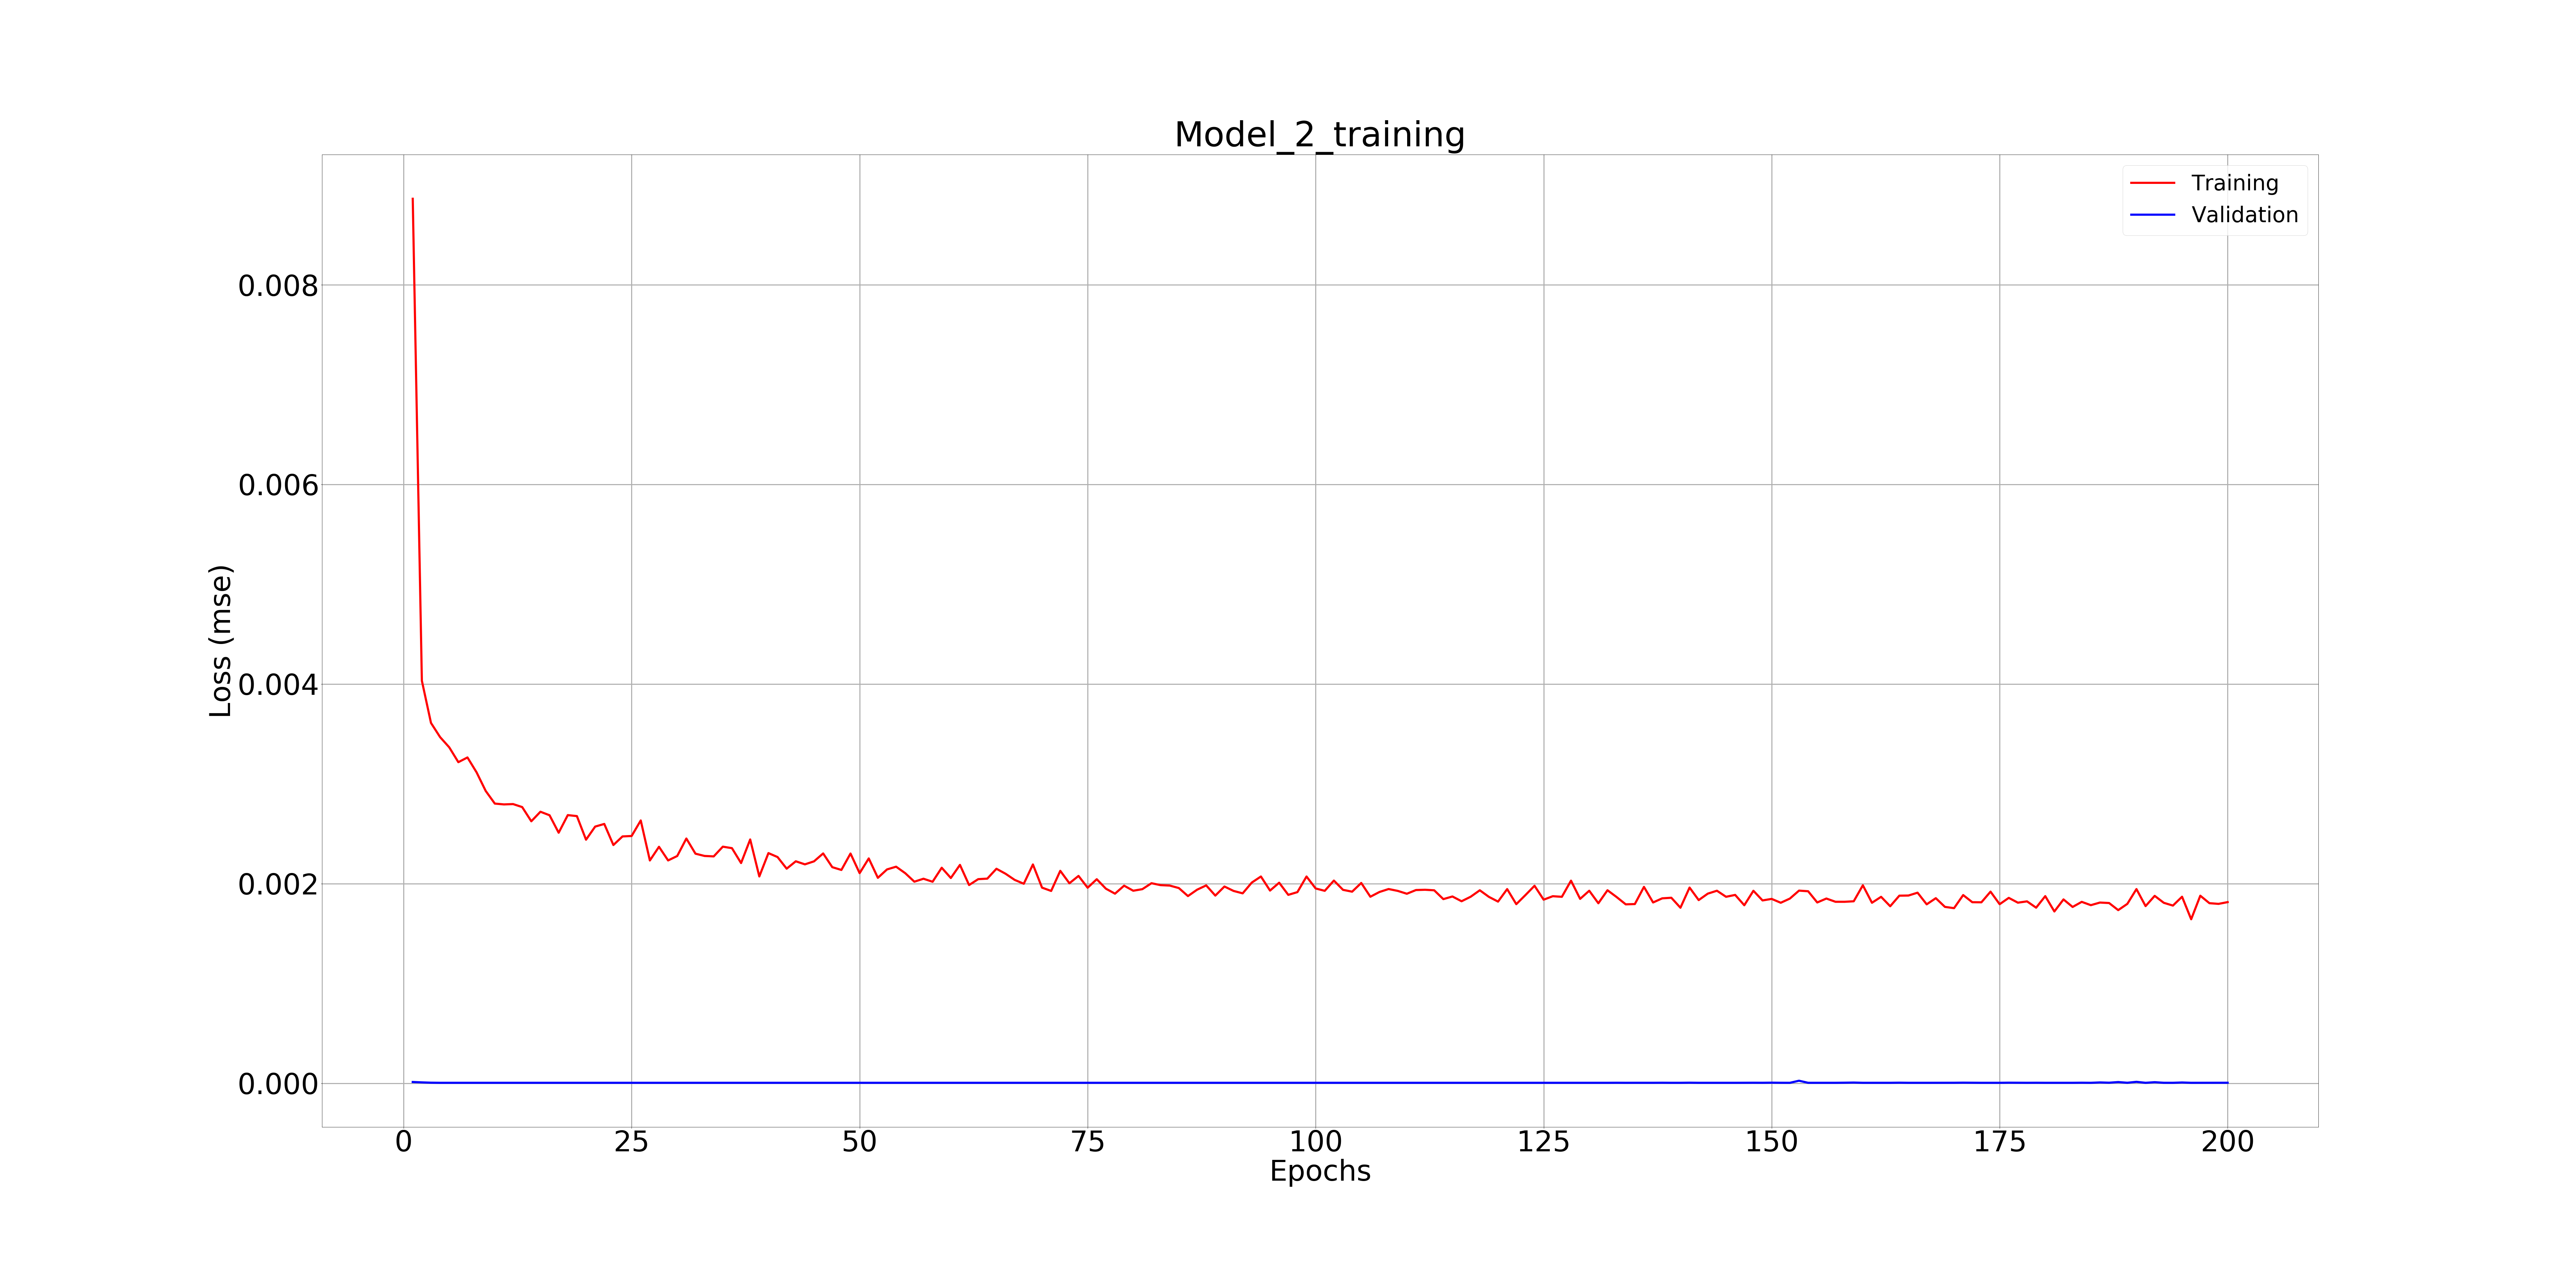 Model_2_training
Training
Validation
Loss (mse)
0.008
0.006
0.004
0.002
0.000
0 25 50 75 100 125 150 175 200
Epochs